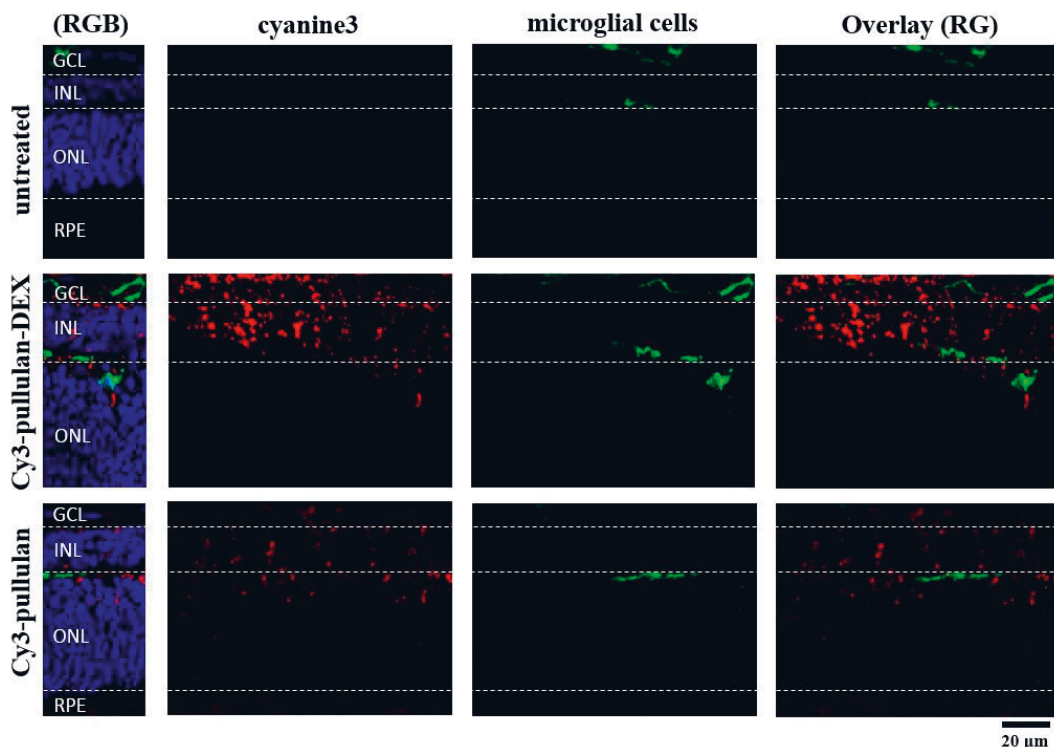 (RGB) cyanine3 microglial cells Overlay (RG)
untreated
GCL
INL
ONL
RPE
Cy3-pullulan-DEX
GCL
INL
ONL
Cy3-pullulan
GCL
INL
ONL
RPE
20 µm